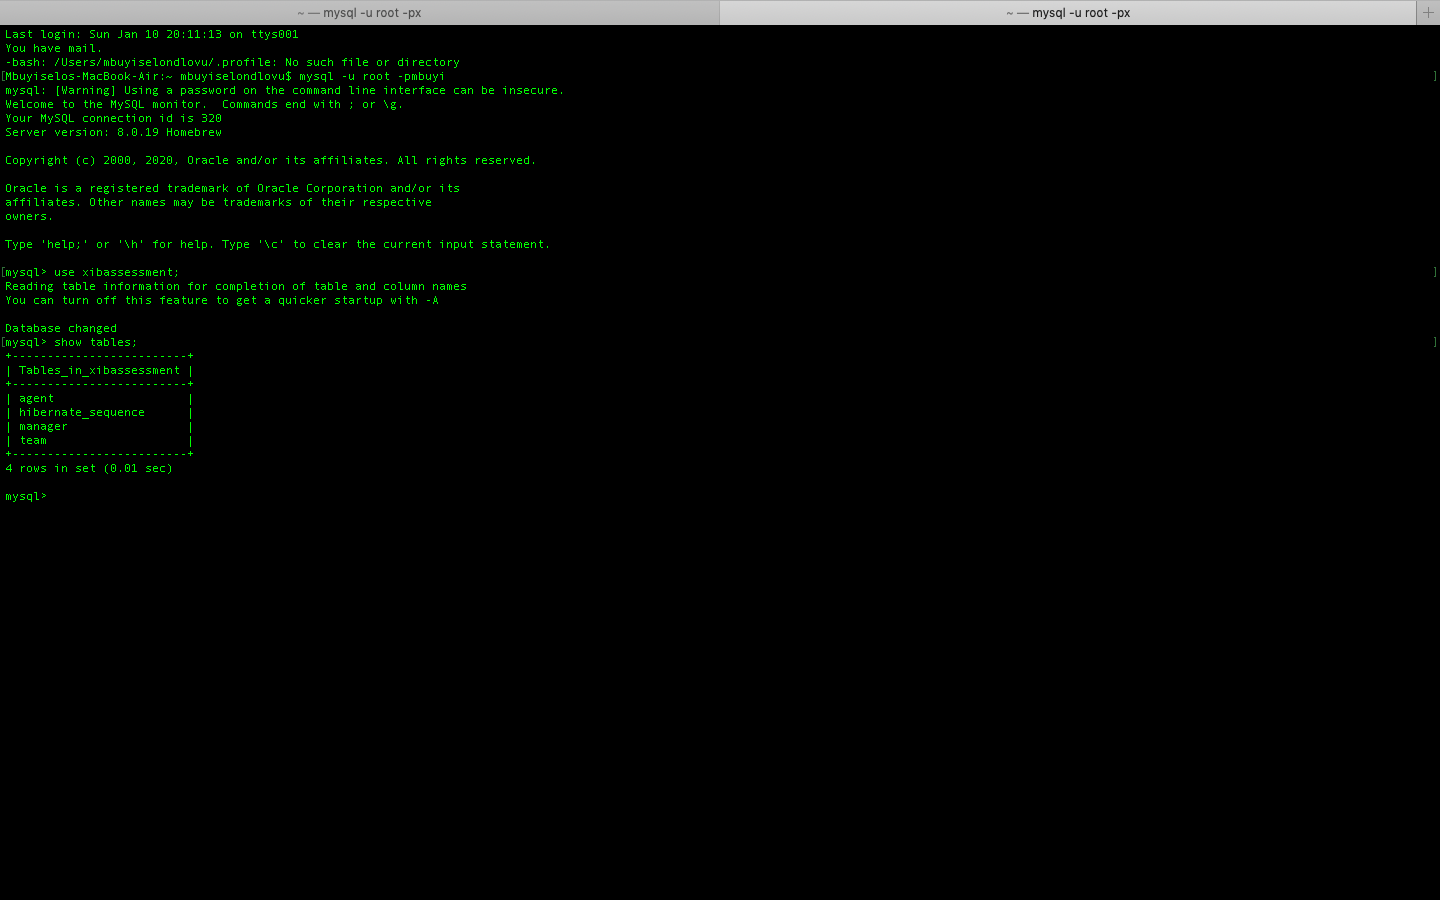 ~ — mysql -u root -px
~ — mysql -u root -px
Last login: Sun Jan 10 20:11:13 on ttys001
You have mail.
-bash: /Users/mbuyiselondlovu/.profile: No such file or directory
[Mbuyiselos-MacBook-Air:~ mbuyiselondlovu$ mysql -u root -pmbuyi ]
mysql: [Warning] Using a password on the command line interface can be insecure.
Welcome to the MySQL monitor.  Commands end with ; or \g.
Your MySQL connection id is 320
Server version: 8.0.19 Homebrew
Copyright (c) 2000, 2020, Oracle and/or its affiliates. All rights reserved.
Oracle is a registered trademark of Oracle Corporation and/or its
affiliates. Other names may be trademarks of their respective
owners.
Type 'help;' or '\h' for help. Type '\c' to clear the current input statement.
[mysql> use xibassessment; ]
Reading table information for completion of table and column names
You can turn off this feature to get a quicker startup with -A
Database changed
[mysql> show tables; ]
+-------------------------+
| Tables_in_xibassessment |
+-------------------------+
| agent                   |
| hibernate_sequence      |
| manager                 |
| team                    |
+-------------------------+
4 rows in set (0.01 sec)
mysql>